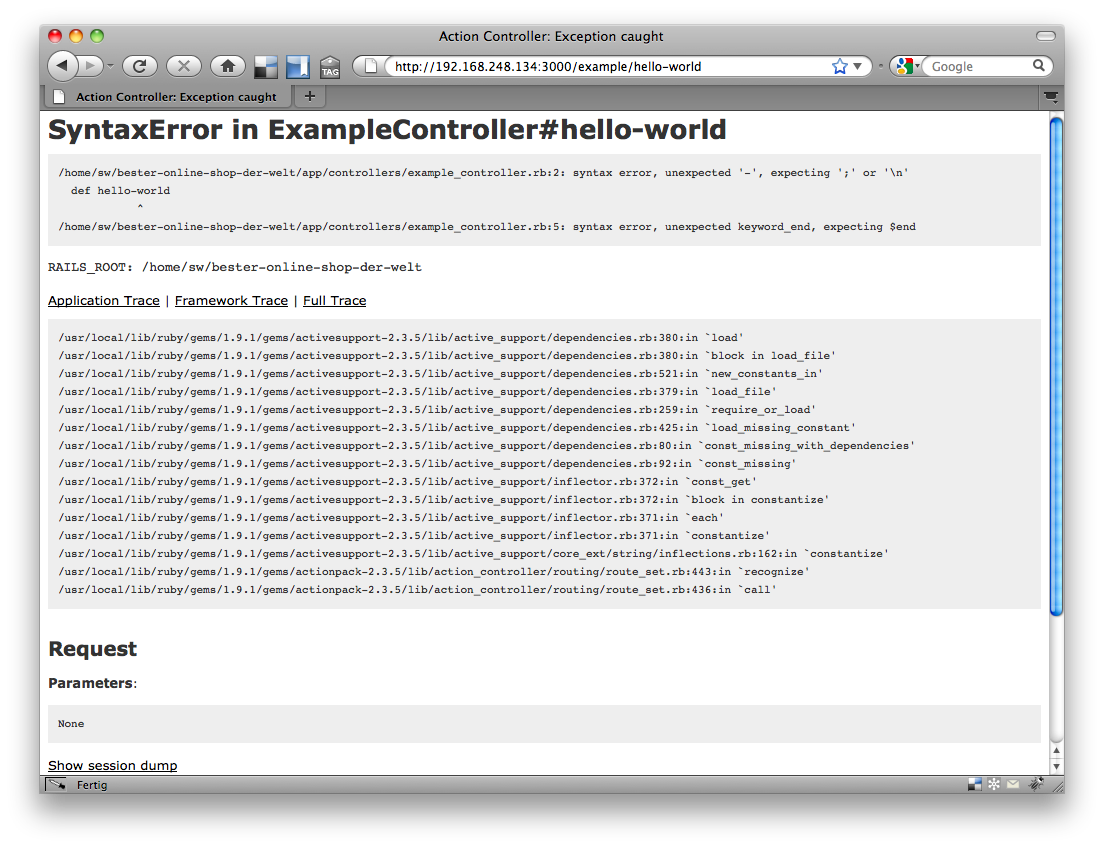 Action Controller: Exception caught
TAG
http://192.168.248.134:3000/example/hello-world
Google
Action Controller: Exception caught
+
SyntaxError in ExampleController#hello-world
/home/sw/bester-online-shop-der-welt/app/controllers/example_controller.rb:2: syntax error, unexpected '-', expecting ';' or '\n'
def hello-world
^
/home/sw/bester-online-shop-der-welt/app/controllers/example_controller.rb:5: syntax error, unexpected keyword_end, expecting $end
RAILS_ROOT: /home/sw/bester-online-shop-der-welt
Application Trace | Framework Trace | Full Trace
/usr/local/lib/ruby/gems/1.9.1/gems/activesupport-2.3.5/lib/active_support/dependencies.rb:380:in `load'
/usr/local/lib/ruby/gems/1.9.1/gems/activesupport-2.3.5/lib/active_support/dependencies.rb:380:in `block in load_file'
/usr/local/lib/ruby/gems/1.9.1/gems/activesupport-2.3.5/lib/active_support/dependencies.rb:521:in `new_constants_in'
/usr/local/lib/ruby/gems/1.9.1/gems/activesupport-2.3.5/lib/active_support/dependencies.rb:379:in `load_file'
/usr/local/lib/ruby/gems/1.9.1/gems/activesupport-2.3.5/lib/active_support/dependencies.rb:259:in `require_or_load'
/usr/local/lib/ruby/gems/1.9.1/gems/activesupport-2.3.5/lib/active_support/dependencies.rb:425:in `load_missing_constant'
/usr/local/lib/ruby/gems/1.9.1/gems/activesupport-2.3.5/lib/active_support/dependencies.rb:80:in `const_missing_with_dependencies'
/usr/local/lib/ruby/gems/1.9.1/gems/activesupport-2.3.5/lib/active_support/dependencies.rb:92:in `const_missing'
/usr/local/lib/ruby/gems/1.9.1/gems/activesupport-2.3.5/lib/active_support/inflector.rb:372:in `const_get'
/usr/local/lib/ruby/gems/1.9.1/gems/activesupport-2.3.5/lib/active_support/inflector.rb:372:in `block in constantize'
/usr/local/lib/ruby/gems/1.9.1/gems/activesupport-2.3.5/lib/active_support/inflector.rb:371:in `each'
/usr/local/lib/ruby/gems/1.9.1/gems/activesupport-2.3.5/lib/active_support/inflector.rb:371:in `constantize'
/usr/local/lib/ruby/gems/1.9.1/gems/activesupport-2.3.5/lib/active_support/core_ext/string/inflections.rb:162:in `constantize'
/usr/local/lib/ruby/gems/1.9.1/gems/actionpack-2.3.5/lib/action_controller/routing/route_set.rb:443:in `recognize'
/usr/local/lib/ruby/gems/1.9.1/gems/actionpack-2.3.5/lib/action_controller/routing/route_set.rb:436:in `call'
Request
Parameters:
None
Show session dump
Fertig